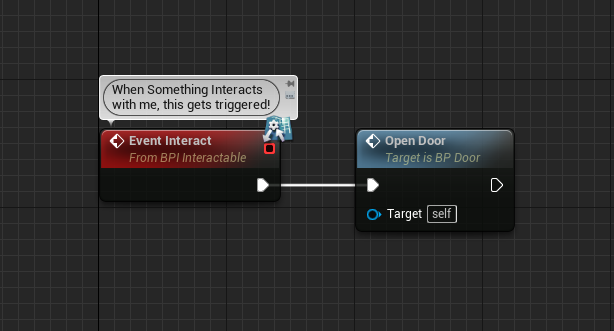 When Something Interacts
with me, this gets triggered!
Event Interact
From BPI Interactable
Open Door
Target is BP Door
Target self